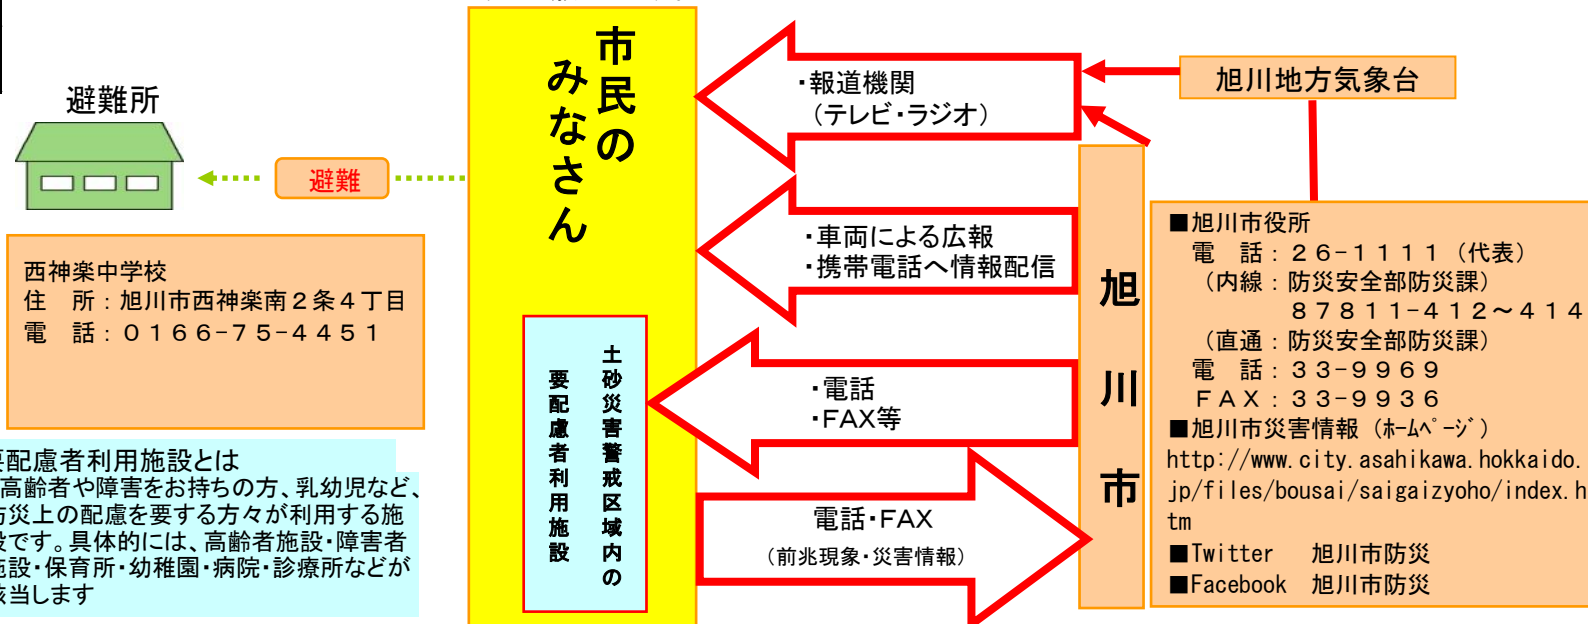 避難所
避難
西神楽中学校
住　所：旭川市西神楽南２条４丁目
電　話：０１６６-７５-４４５１
要配慮者利用施設とは
高齢者や障害をお持ちの方、乳幼児など、
防災上の配慮を要する方々が利用する施
設です。具体的には、高齢者施設・障害者
施設・保育所・幼稚園・病院・診療所などが
該当します
市民の
みなさん
土砂災害警戒区域内の
要配慮者利用施設
・報道機関
（テレビ・ラジオ）
・車両による広報
・携帯電話へ情報配信
・電話
・FAX等
電話・FAX
（前兆現象・災害情報）
旭川市
旭川地方気象台
■旭川市役所
電　話：２６-１１１１（代表）
（内線：防災安全部防災課）
８７８１１-４１２～４１４
（直通：防災安全部防災課）
電　話：３３-９９６９
ＦＡＸ：３３-９９３６
■旭川市災害情報（ﾎｰﾑﾍﾟｰｼﾞ）
http://www.city.asahikawa.hokkaido.
jp/files/bousai/saigaizyoho/index.h
tm
■Twitter　旭川市防災
■Facebook　旭川市防災